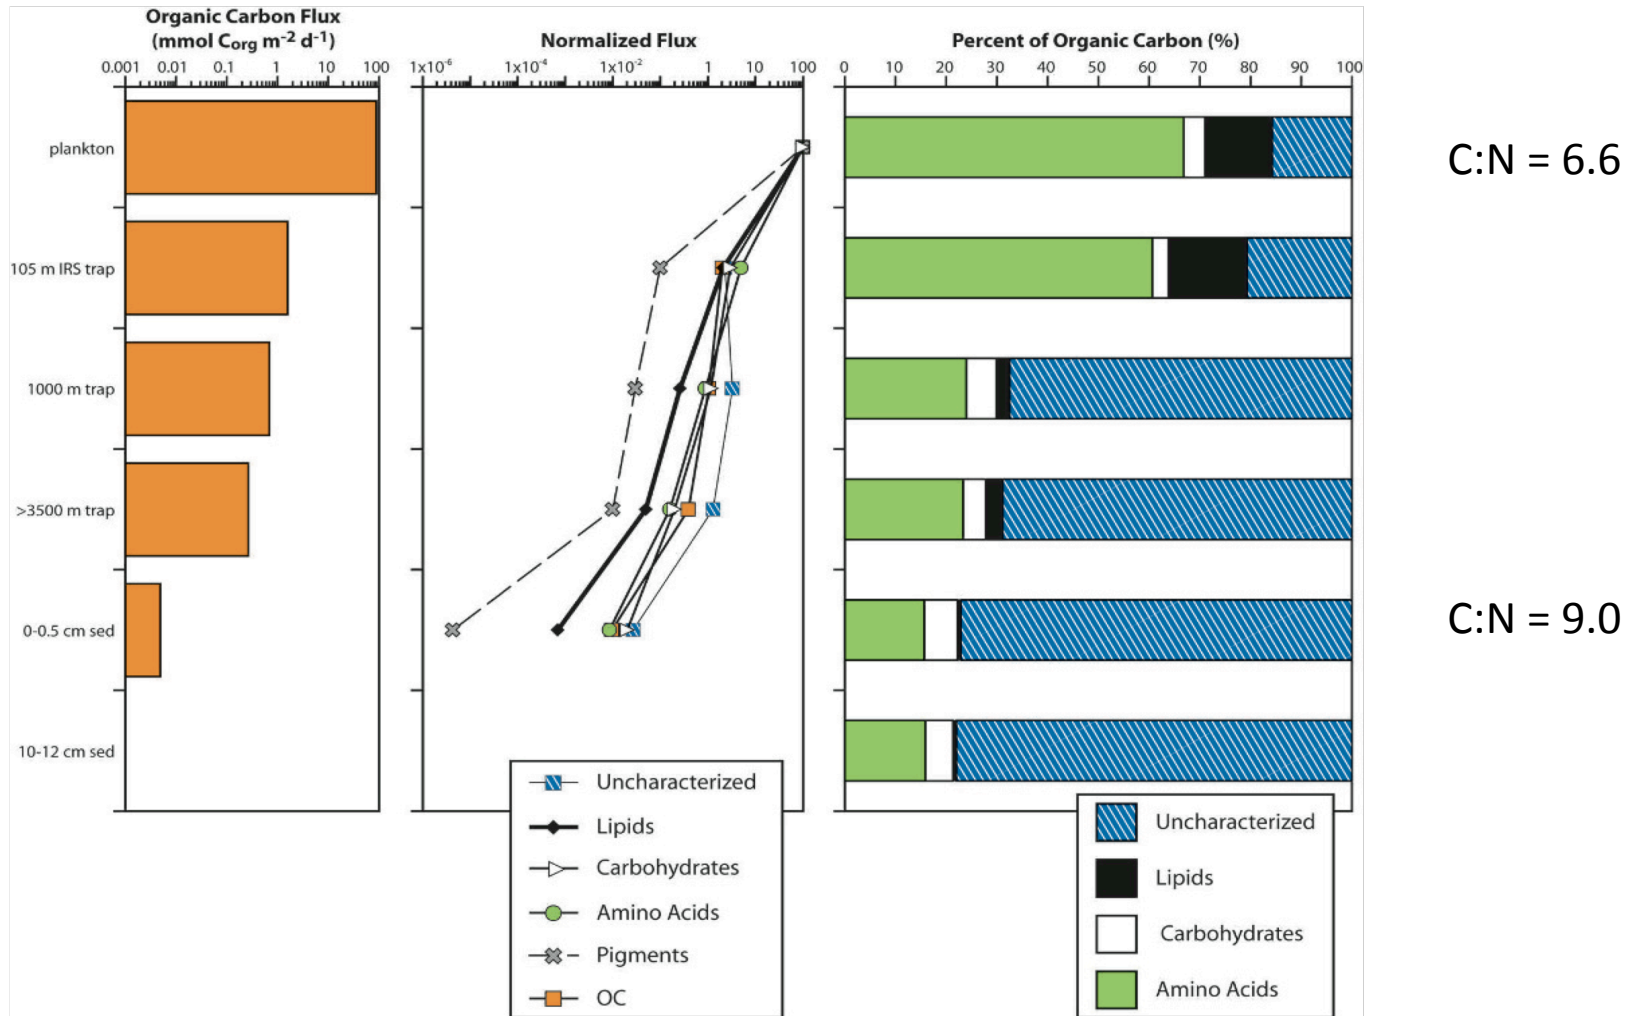 Organic Carbon Flux
(mmol Corg m-2 d-1)
0.001 0.01 0.1 1 10 100
Normalized Flux
1x10-6 1x10-4 1x10-2 1 10 100
Percent of Organic Carbon (%)
0 10 20 30 40 50 60 70 80 90 100
plankton
105 m IRS trap
1000 m trap
>3500 m trap
0-0.5 cm sed
10-12 cm sed
C:N = 6.6
C:N = 9.0
Uncharacterized
Lipids
Carbohydrates
Amino Acids
Pigments
OC
Uncharacterized
Lipids
Carbohydrates
Amino Acids